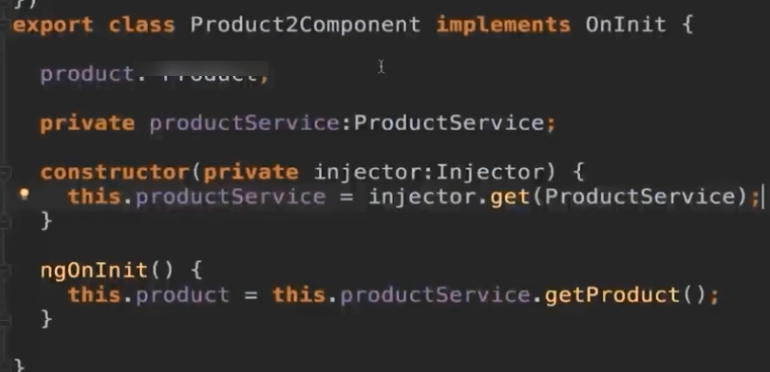 })
export class Product2Component implements OnInit {
product:
private productService:ProductService;
constructor(private injector:Injector) {
this.productService = injector.get(ProductService);
}
ngOnInit() {
this.product = this.productService.getProduct();
}
}